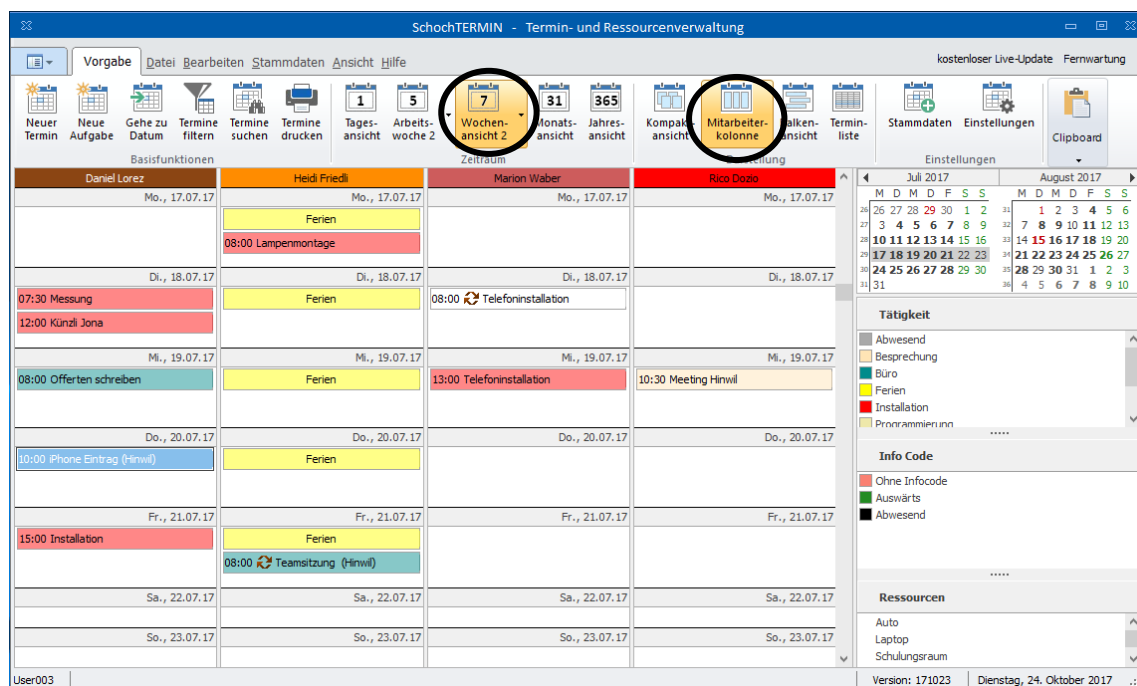 SchochTERMIN - Termin- und Ressourcenverwaltung
Vorgabe Datei Bearbeiten Stammdaten Ansicht Hilfe kostenloser Live-Update Fernwartung
Neuer Termin
Neue Aufgabe
Gehe zu Datum
Termine filtern
Termine suchen
Termine drucken
Basisfunktionen
1
Tages-
ansicht
5
Arbeits-
woche 2
7
Wochen-
ansicht 2
31
Monats-
ansicht
365
Jahres-
ansicht
Zeitraum
ansicht
Mitarbeiter-
kolonne
ansicht
Termin-
liste
Stammdaten
Einstellungen
Einstellungen
Clipboard
Daniel Lorez
Mo., 17.07.17
Di., 18.07.17
07:30 Messung
12:00 Künzli Jona
Mi., 19.07.17
08:00 Offerten schreiben
Do., 20.07.17
10:00 iPhone Eintrag (Hinwil)
Fr., 21.07.17
15:00 Installation
Sa., 22.07.17
So., 23.07.17
Heidi Friedli
Mo., 17.07.17
Ferien
08:00 Lampenmontage
Di., 18.07.17
Ferien
Mi., 19.07.17
Ferien
Do., 20.07.17
Ferien
Fr., 21.07.17
Ferien
08:00 Teamsitzung (Hinwil)
Sa., 22.07.17
So., 23.07.17
Marion Waber
Mo., 17.07.17
Di., 18.07.17
08:00 Telefoninstallation
Mi., 19.07.17
13:00 Telefoninstallation
Do., 20.07.17
Fr., 21.07.17
Sa., 22.07.17
So., 23.07.17
Rico Dozio
Mo., 17.07.17
Di., 18.07.17
Mi., 19.07.17
10:30 Meeting Hinwil
Do., 20.07.17
Fr., 21.07.17
Sa., 22.07.17
So., 23.07.17
Juli 2017
M D M D F S S
26 26 27 28 29 30 1 2
27 3 4 5 6 7 8 9
28 10 11 12 13 14 15 16
29 17 18 19 20 21 22 23
30 24 25 26 27 28 29 30
31 31
August 2017
M D M D F S S
31 1 2 3 4 5 6
32 7 8 9 10 11 12 13
33 14 15 16 17 18 19 20
34 21 22 23 24 25 26 27
35 28 29 30 31 1 2 3
36 4 5 6 7 8 9 10
Tätigkeit
Abwesend
Besprechung
Büro
Ferien
Installation
Programmierung
Info Code
Ohne Infocode
Auswärts
Abwesend
Ressourcen
Auto
Laptop
Schulungsraum
User003
Version: 171023
Dienstag, 24. Oktober 2017